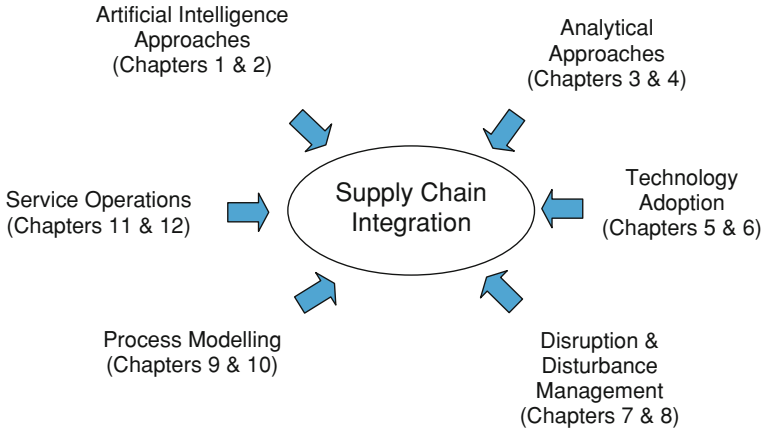 Artificial Intelligence
Approaches
(Chapters 1 & 2)
Analytical
Approaches
(Chapters 3 & 4)
Supply Chain
Integration
Service Operations
(Chapters 11 & 12)
Technology
Adoption
(Chapters 5 & 6)
Process Modelling
(Chapters 9 & 10)
Disruption &
Disturbance
Management
(Chapters 7 & 8)